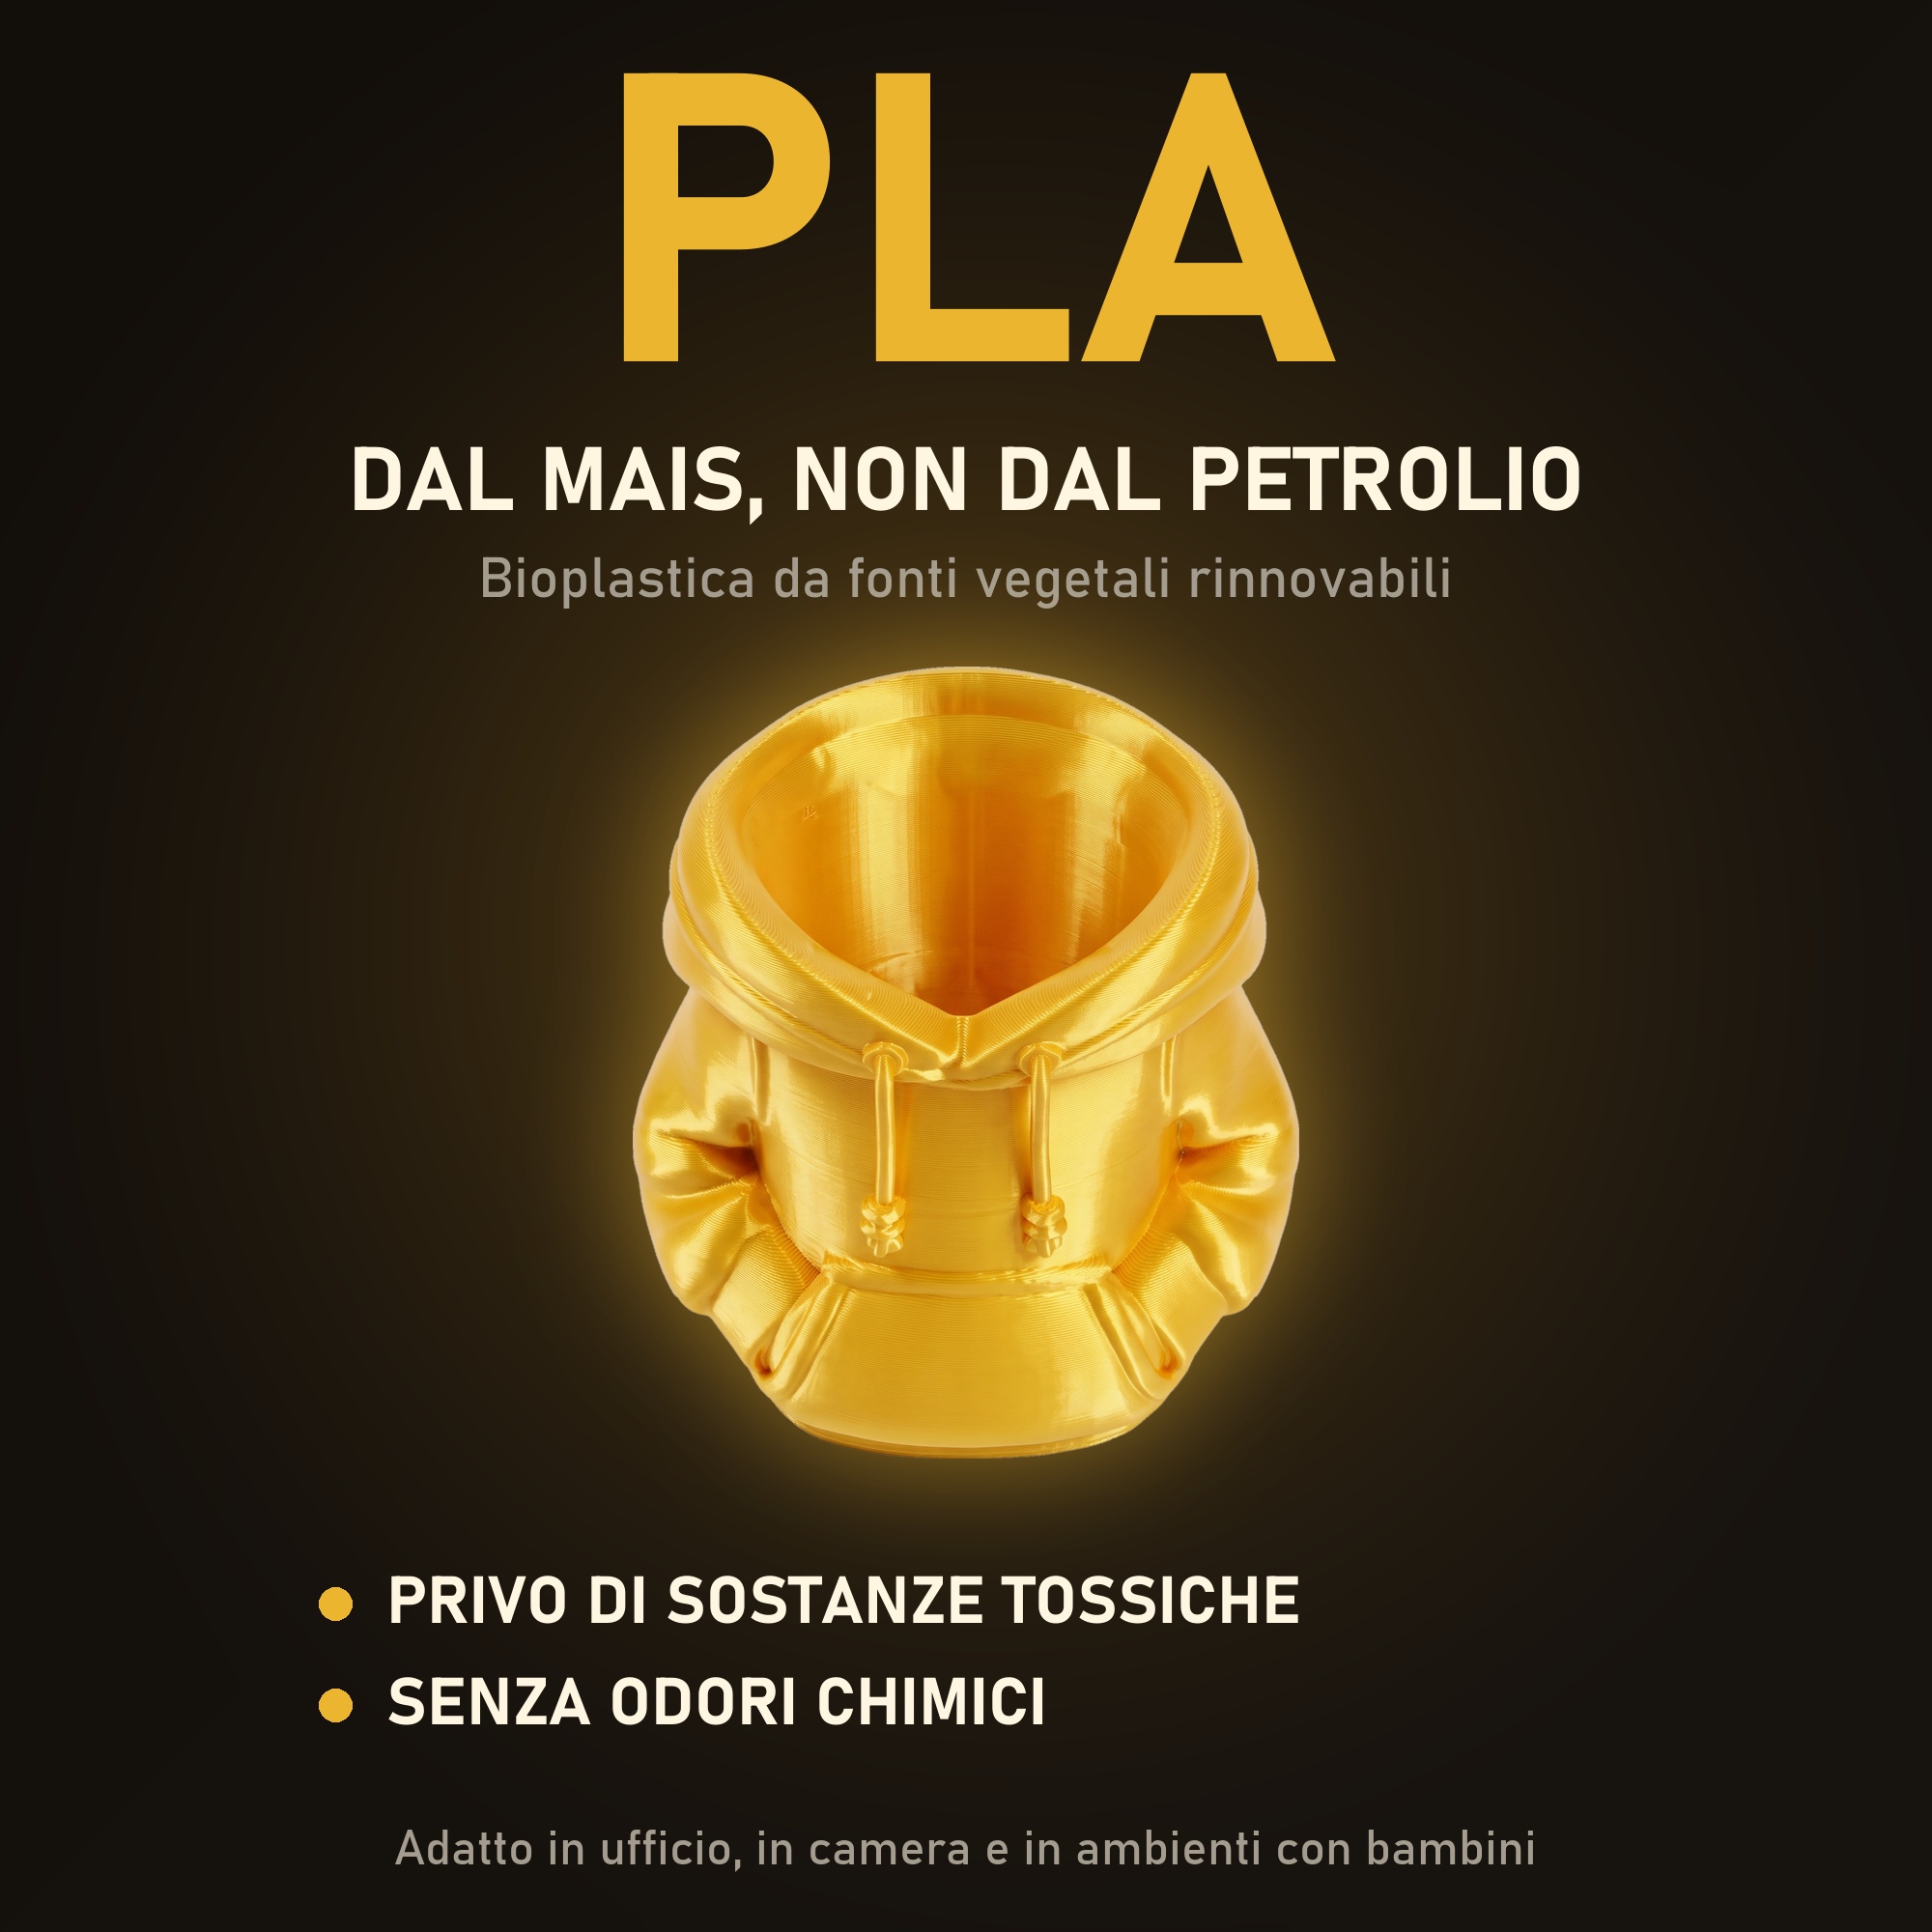 PLA
DAL MAIS, NON DAL PETROLIO
Bioplastica da fonti vegetali rinnovabili
PRIVO DI SOSTANZE TOSSICHE
SENZA ODORI CHIMICI
Adatto in ufficio, in camera e in ambienti con bambini